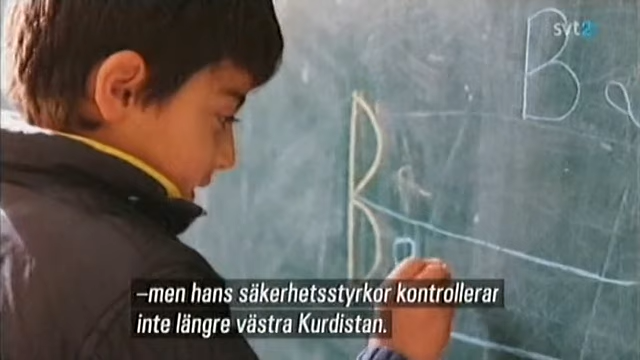 svt2
B a
B a
a
–men hans säkerhetsstyrkor kontrollerar
inte längre västra Kurdistan.